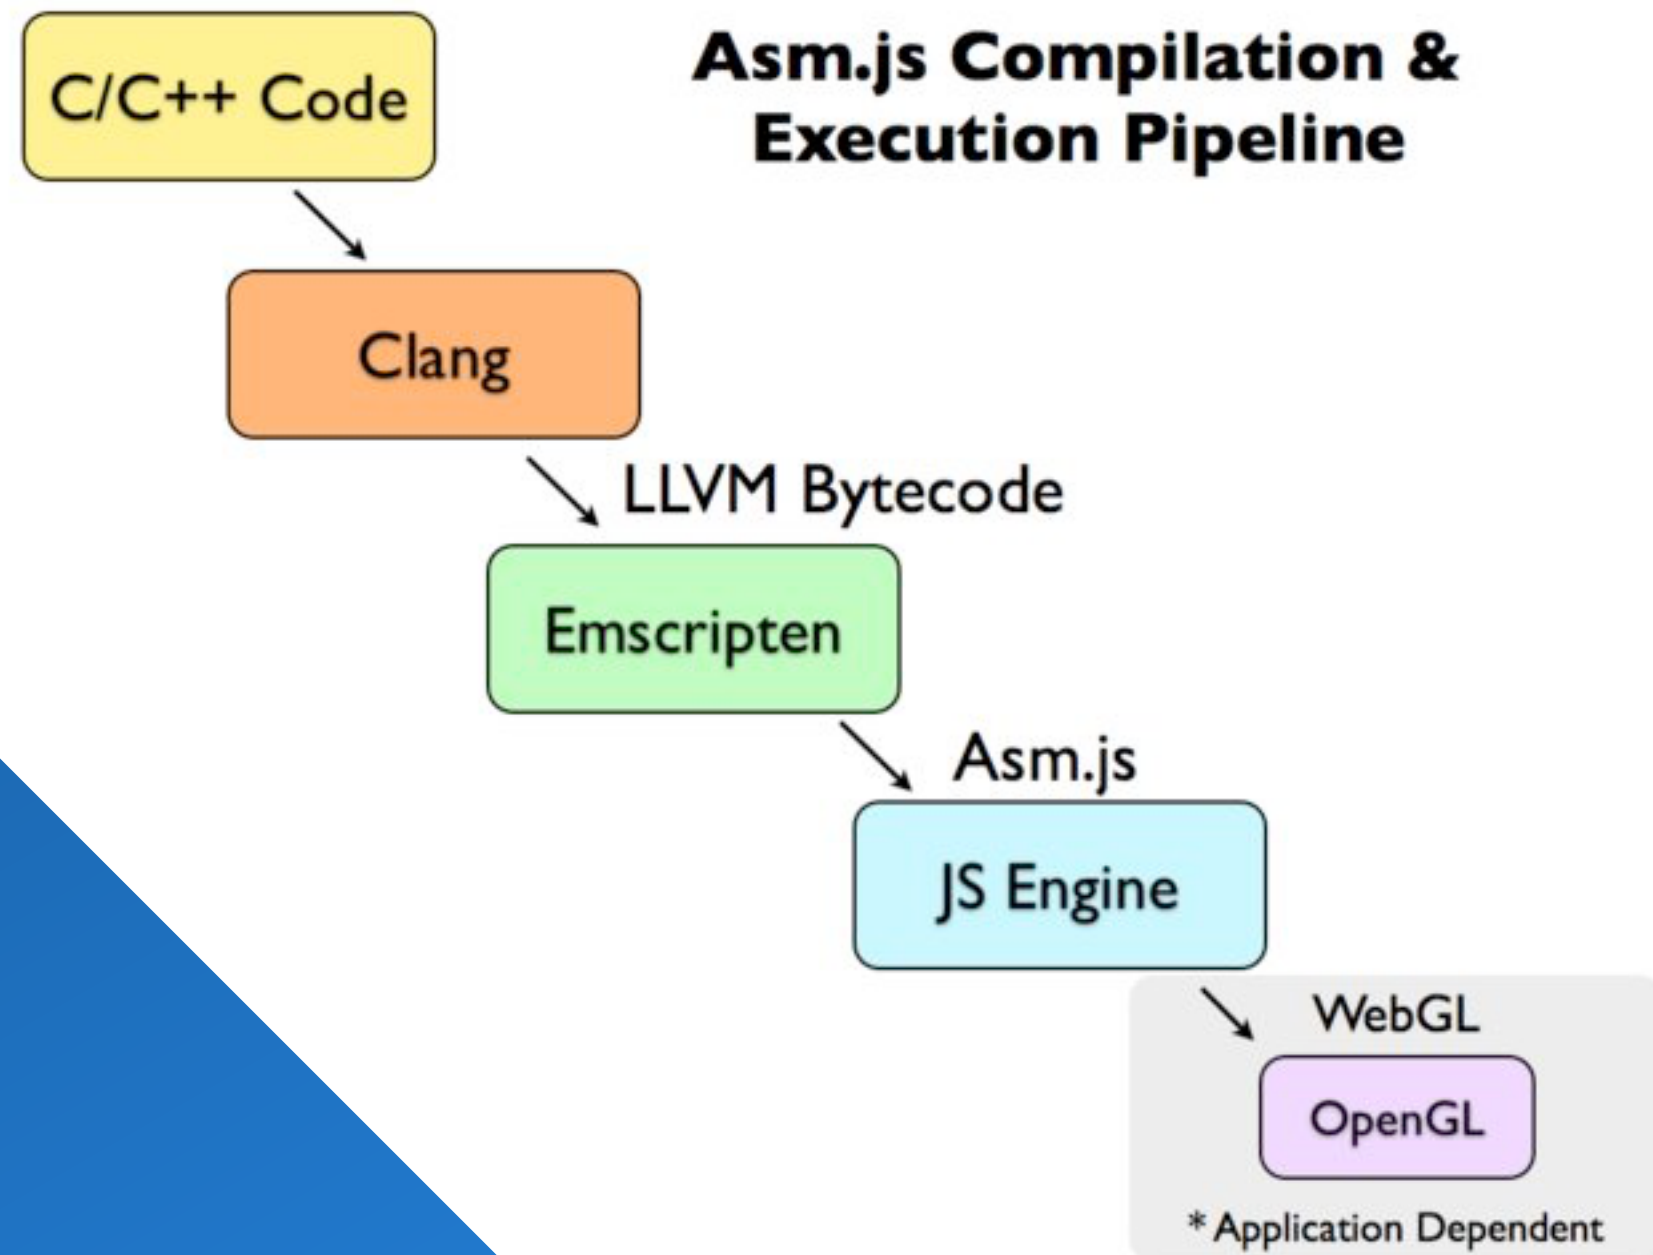 C/C++ Code
Asm.js Compilation &
Execution Pipeline
Clang
LLVM Bytecode
Emscripten
Asm.js
JS Engine
WebGL
OpenGL
* Application Dependent